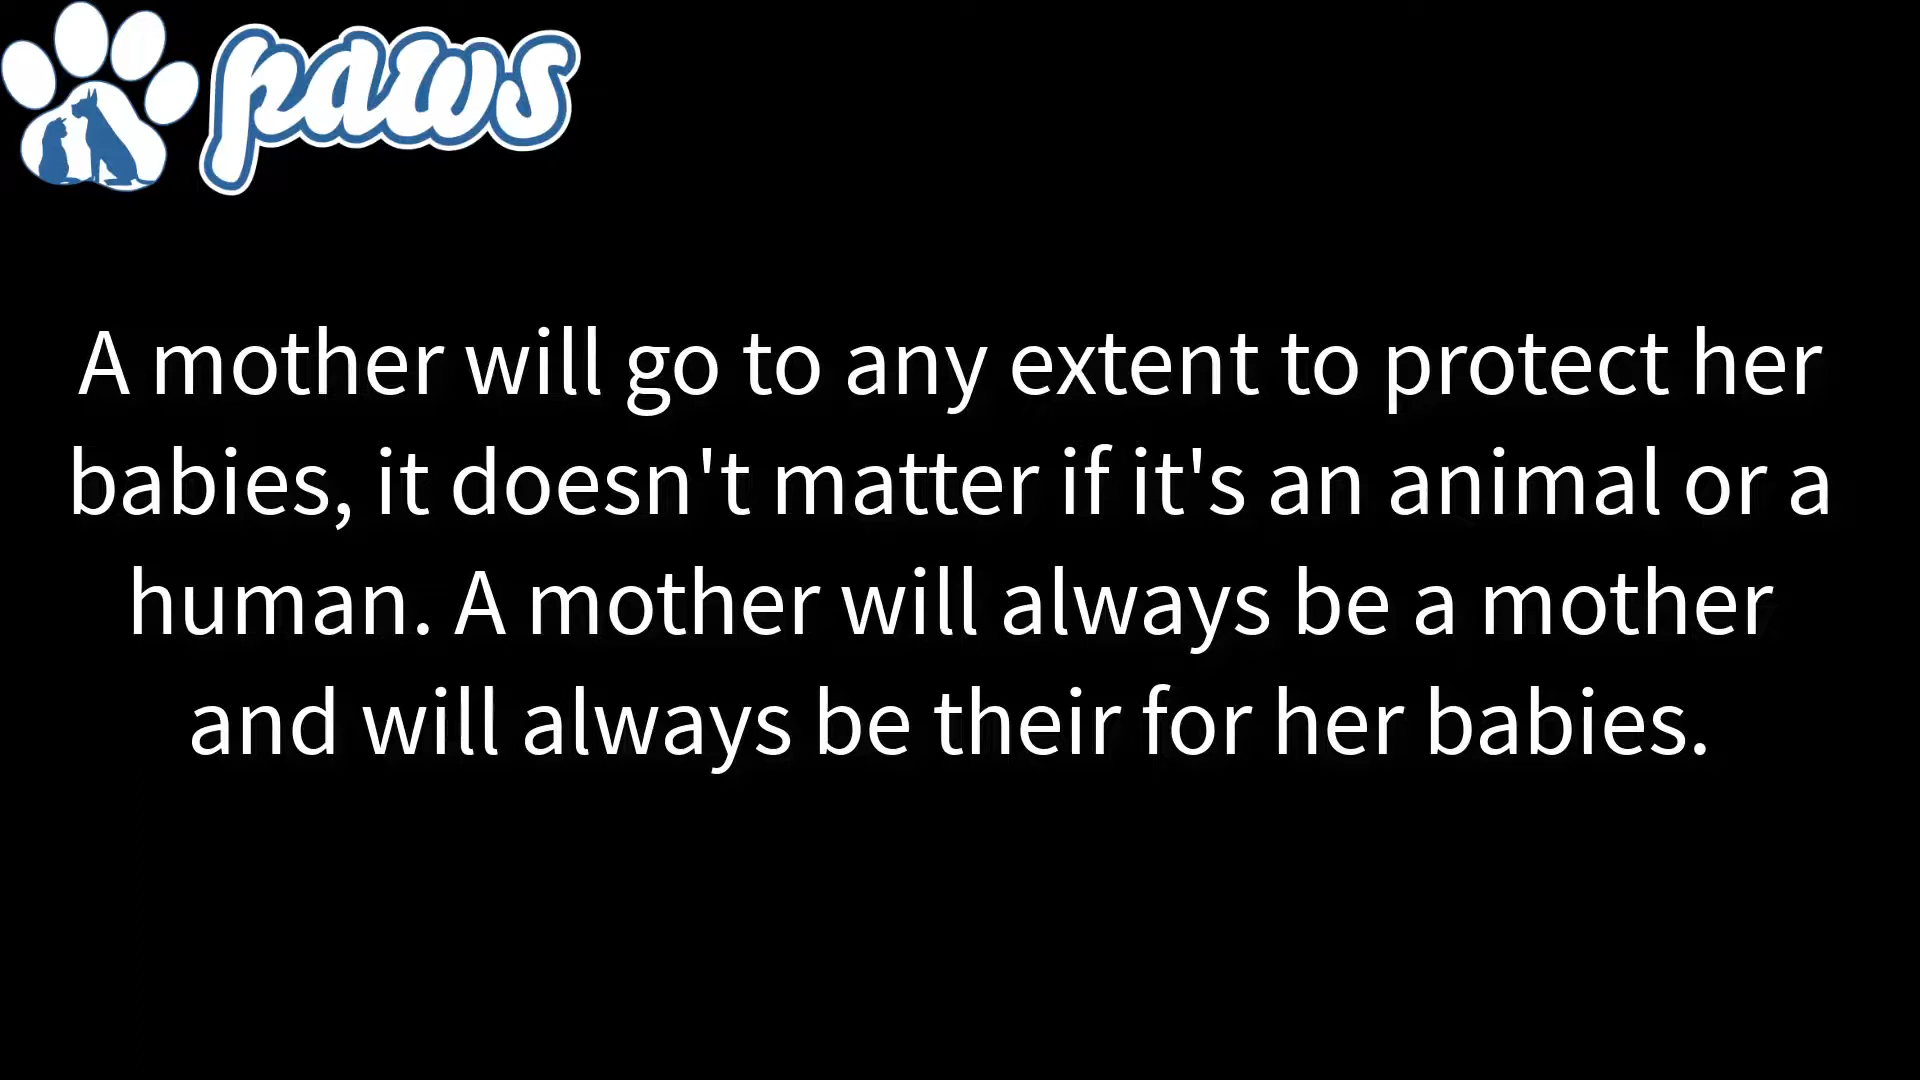 paws
A mother will go to any extent to protect her
babies, it doesn't matter if it's an animal or a
human. A mother will always be a mother
and will always be their for her babies.